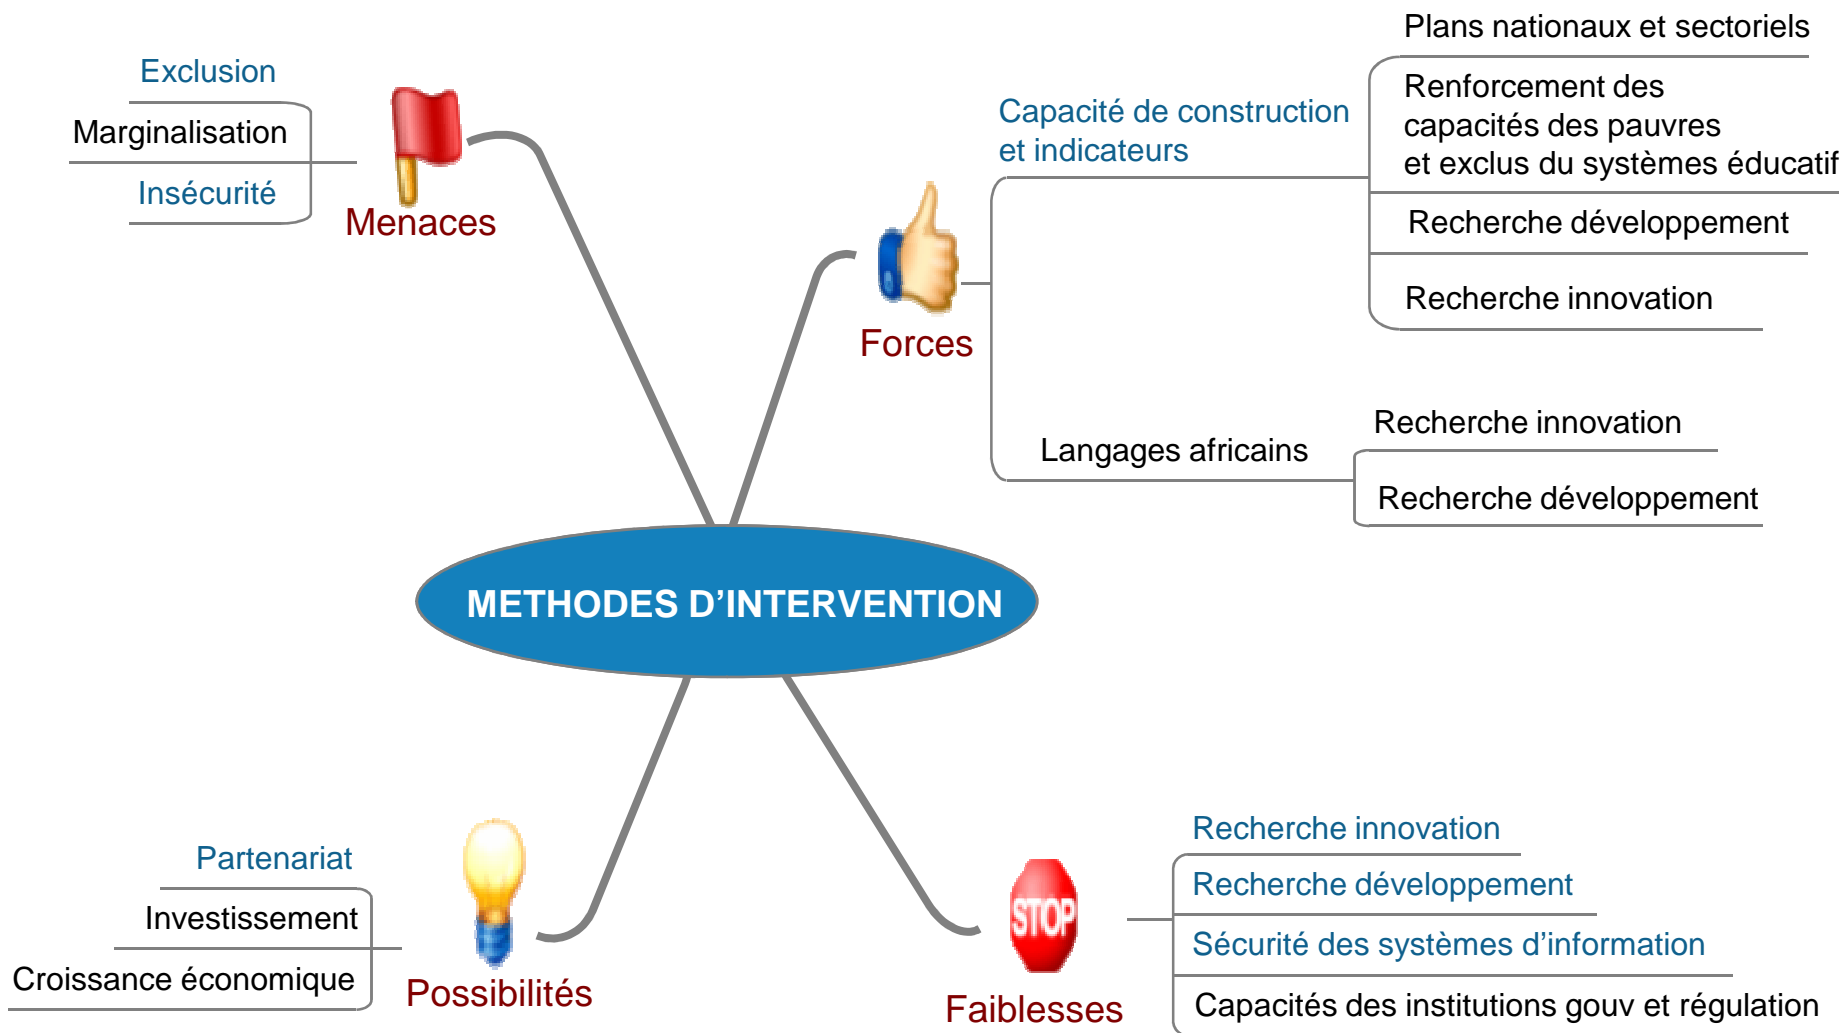 Exclusion
Marginalisation
Insécurité
Menaces
Plans nationaux et sectoriels
Renforcement des
capacités des pauvres
et exclus du systèmes éducatif
Recherche développement
Recherche innovation
Capacité de construction
et indicateurs
Forces
Langages africains
Recherche innovation
Recherche développement
METHODES D’INTERVENTION
Partenariat
Investissement
Croissance économique
Possibilités
STOP
Faiblesses
Recherche innovation
Recherche développement
Sécurité des systèmes d’information
Capacités des institutions gouv et régulation